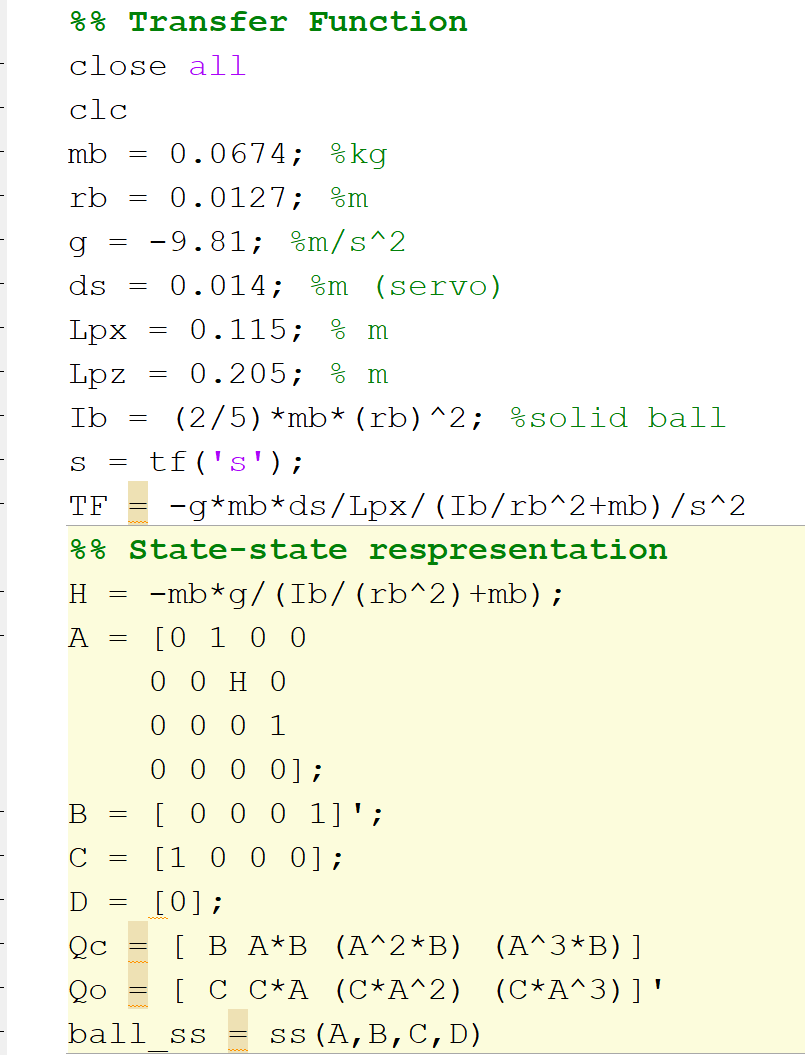 %% Transfer Function
close all
clc
mb = 0.0674; %kg
rb = 0.0127; %m
g = -9.81; %m/s^2
ds = 0.014; %m (servo)
Lpx = 0.115; % m
Lpz = 0.205; % m
Ib = (2/5)*mb*(rb)^2; %solid ball
s = tf('s');
TF = -g*mb*ds/Lpx/(Ib/rb^2+mb)/s^2
%% State-state respresentation
H = -mb*g/(Ib/(rb^2)+mb);
A = [0 1 0 0
0 0 H 0
0 0 0 1
0 0 0 0];
B = [ 0 0 0 1]';
C = [1 0 0 0];
D = [0];
Qc = [ B A*B (A^2*B) (A^3*B)]
Qo = [ C C*A (C*A^2) (C*A^3)]'
ball_ss = ss(A,B,C,D)